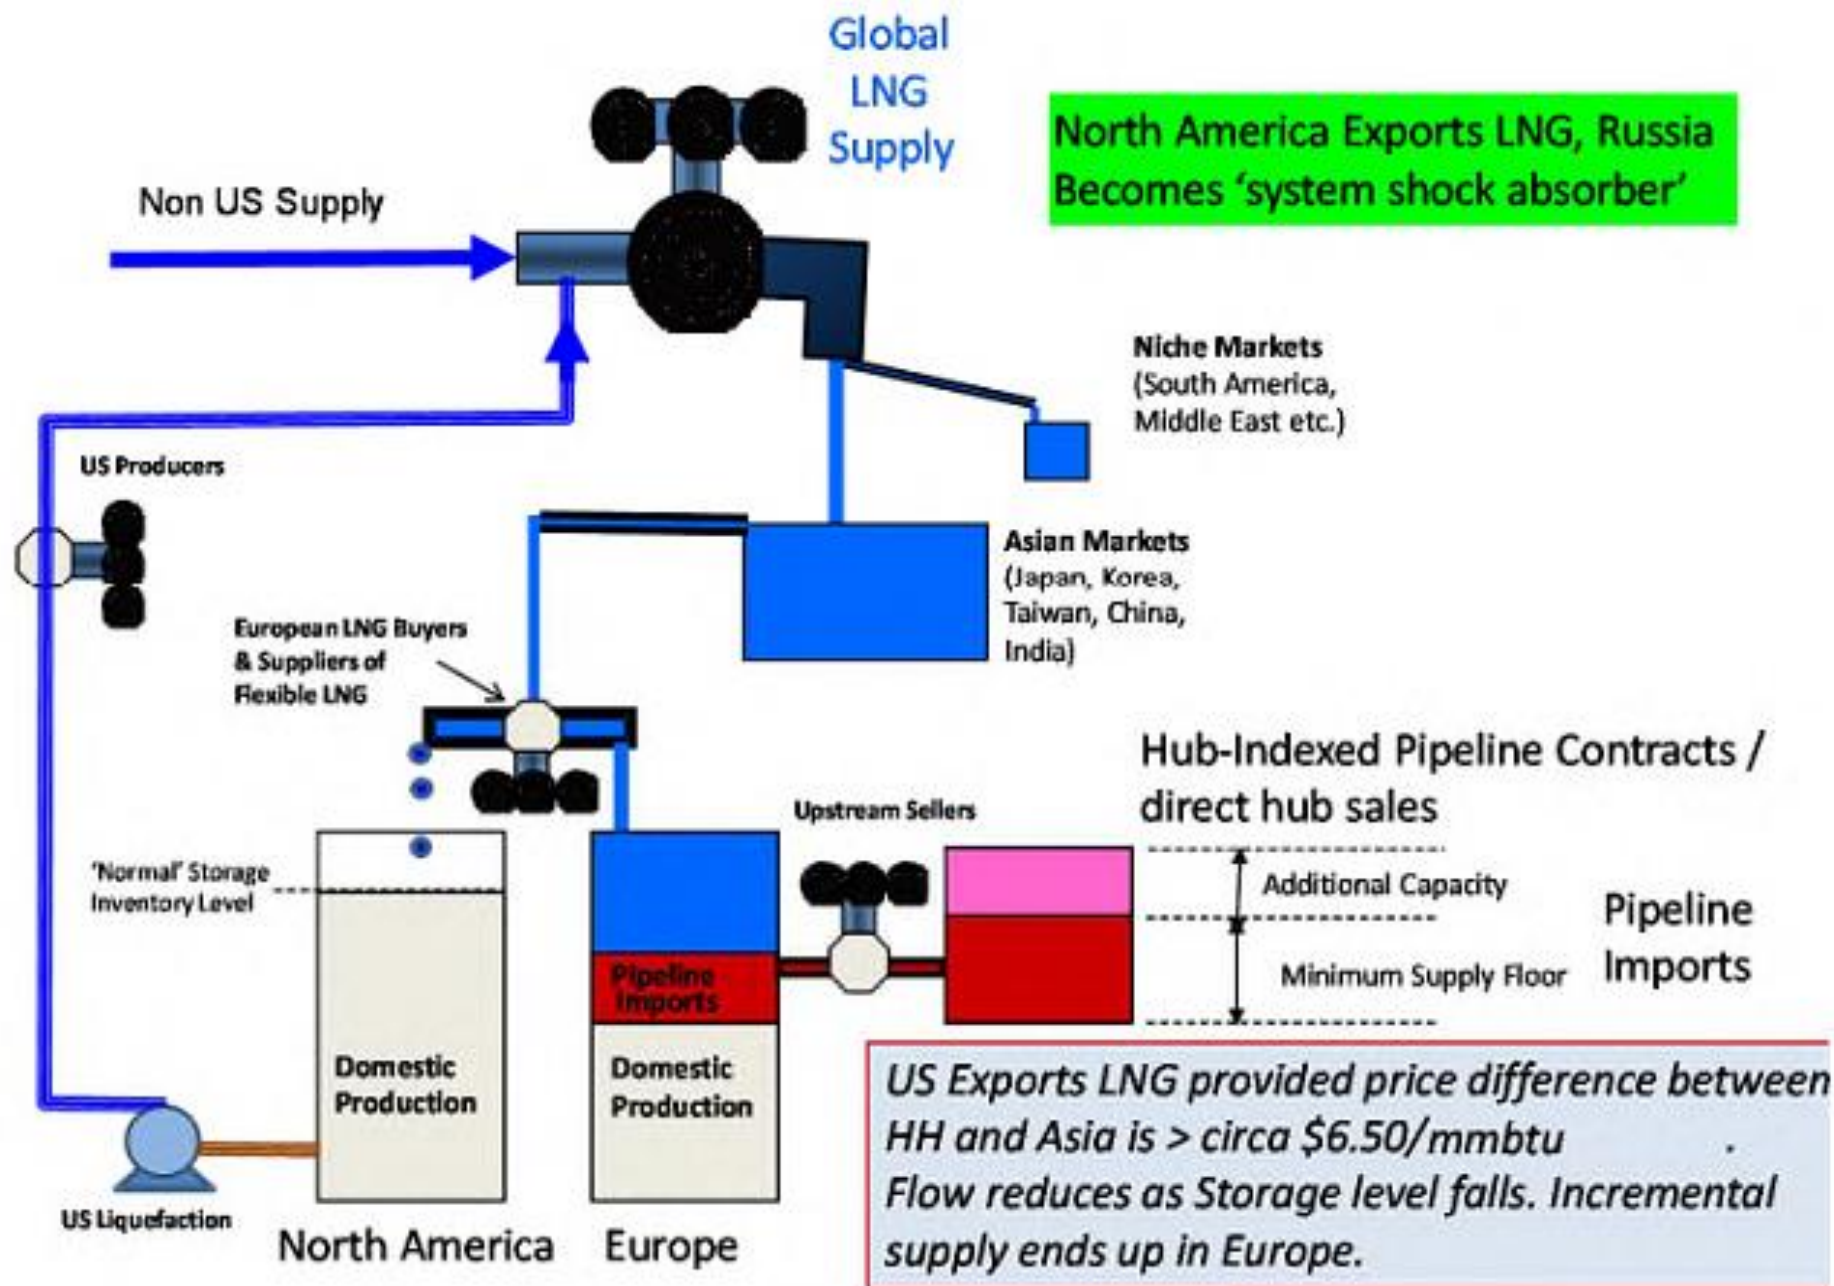 Global
LNG
Supply
North America Exports LNG, Russia
Becomes ‘system shock absorber’
Non US Supply
Niche Markets
(South America,
Middle East etc.)
US Producers
Asian Markets
(Japan, Korea,
Taiwan, China,
India)
European LNG Buyers
& Suppliers of
Flexible LNG
Hub-Indexed Pipeline Contracts /
direct hub sales
Upstream Sellers
‘Normal’ Storage
Inventory Level
Additional Capacity
Minimum Supply Floor
Pipeline
Imports
Pipeline
Imports
Domestic
Production
Domestic
Production
US Exports LNG provided price difference between
HH and Asia is > circa $6.50/mmbtu .
Flow reduces as Storage level falls. Incremental
supply ends up in Europe.
US Liquefaction
North America
Europe